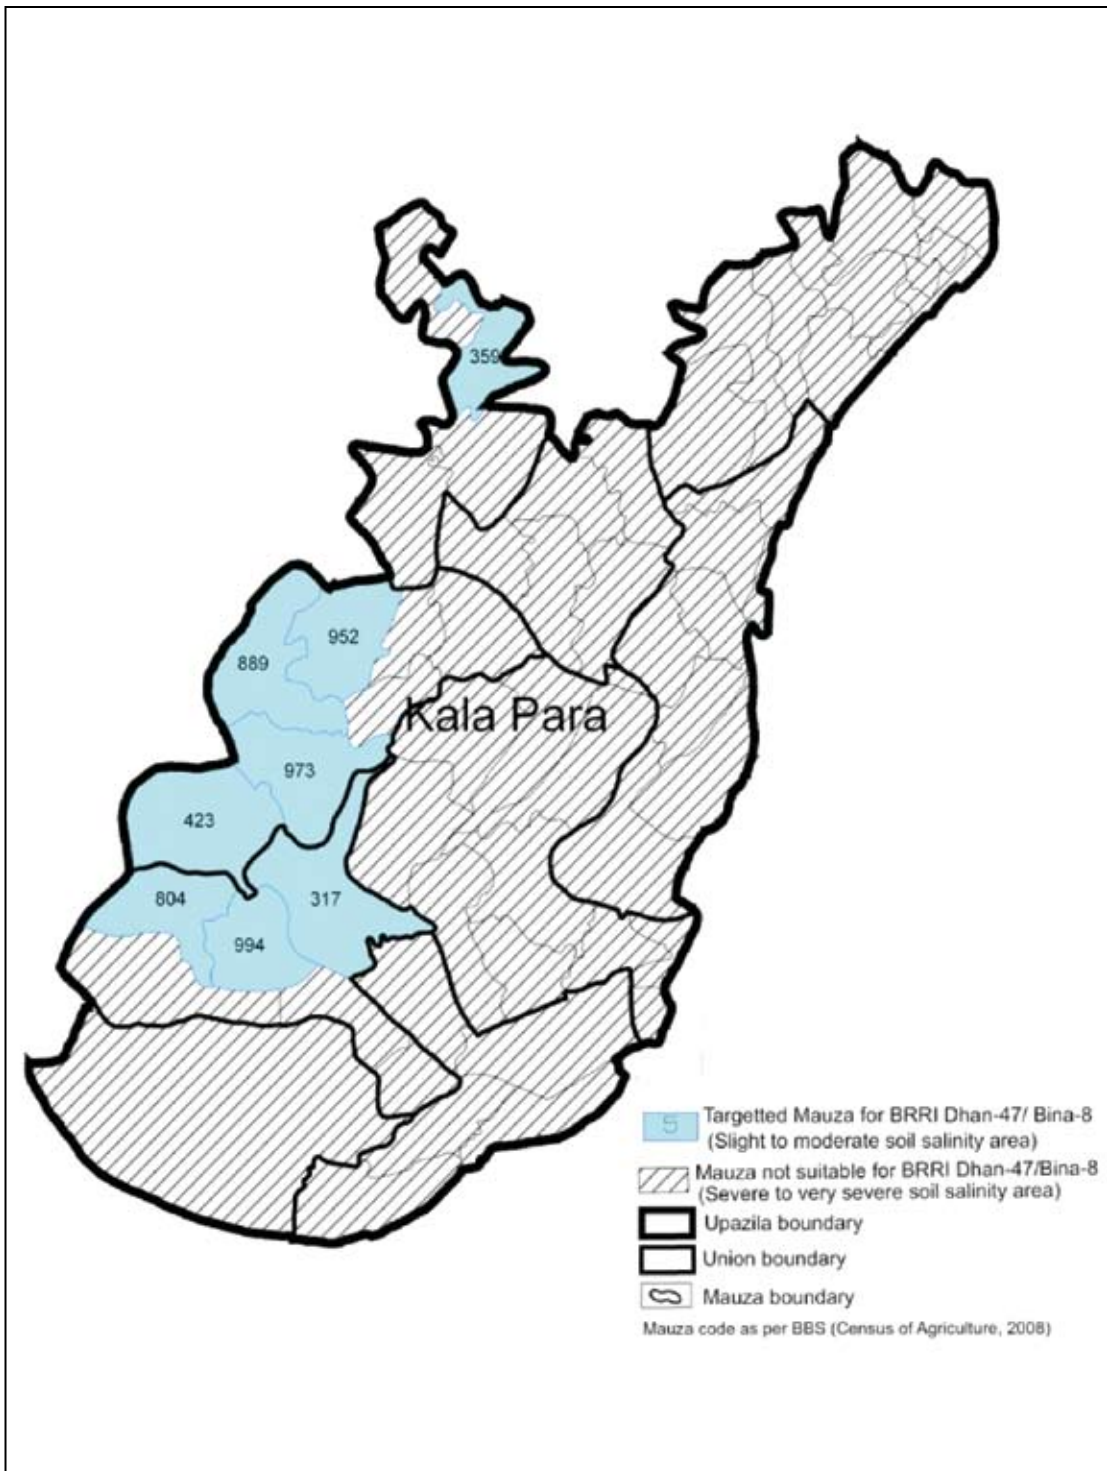 359
952
889
Kala Para
973
423
804
317
994
5 Targetted Mauza for BRRI Dhan-47/ Bina-8
(Slight to moderate soil salinity area)
Mauza not suitable for BRRI Dhan-47/Bina-8
(Severe to very severe soil salinity area)
Upazila boundary
Union boundary
Mauza boundary
Mauza code as per BBS (Census of Agriculture, 2008)